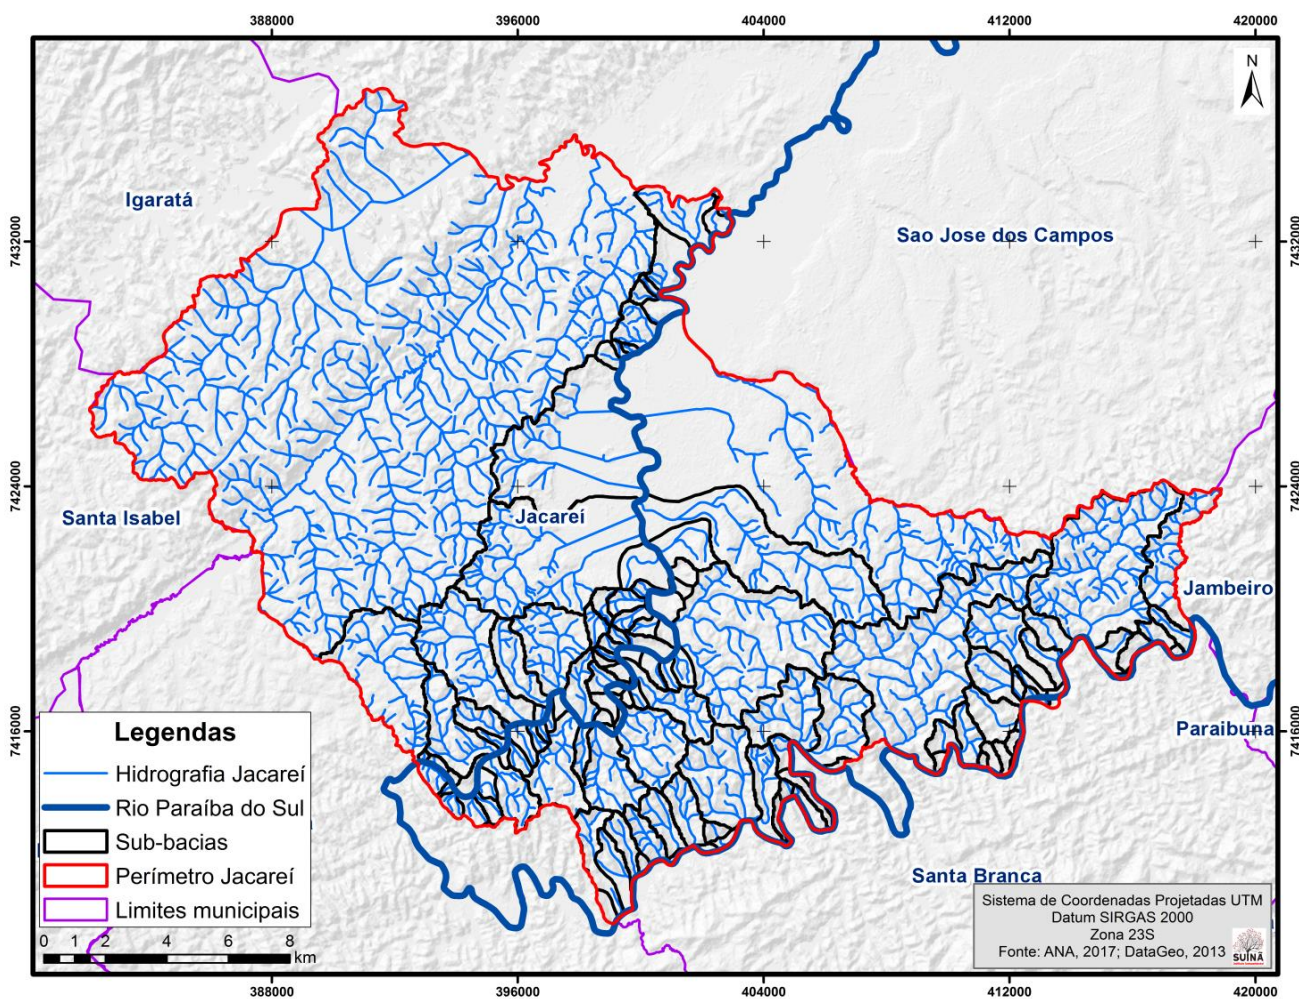 388000
396000
404000
412000
420000
N
Igaratá
Sao Jose dos Campos
7432000
7432000
7424000
7424000
Santa Isabel
Jacareí
Jambeiro
Paraibuna
7416000
7416000
Legendas
Hidrografia Jacareí
Rio Paraíba do Sul
Sub-bacias
Perímetro Jacareí
Limites municipais
0 1 2 4 6 8
km
Santa Branca
Sistema de Coordenadas Projetadas UTM
Datum SIRGAS 2000
Zona 23S
Fonte: ANA, 2017; DataGeo, 2013
SUINÃ
388000
396000
404000
412000
420000